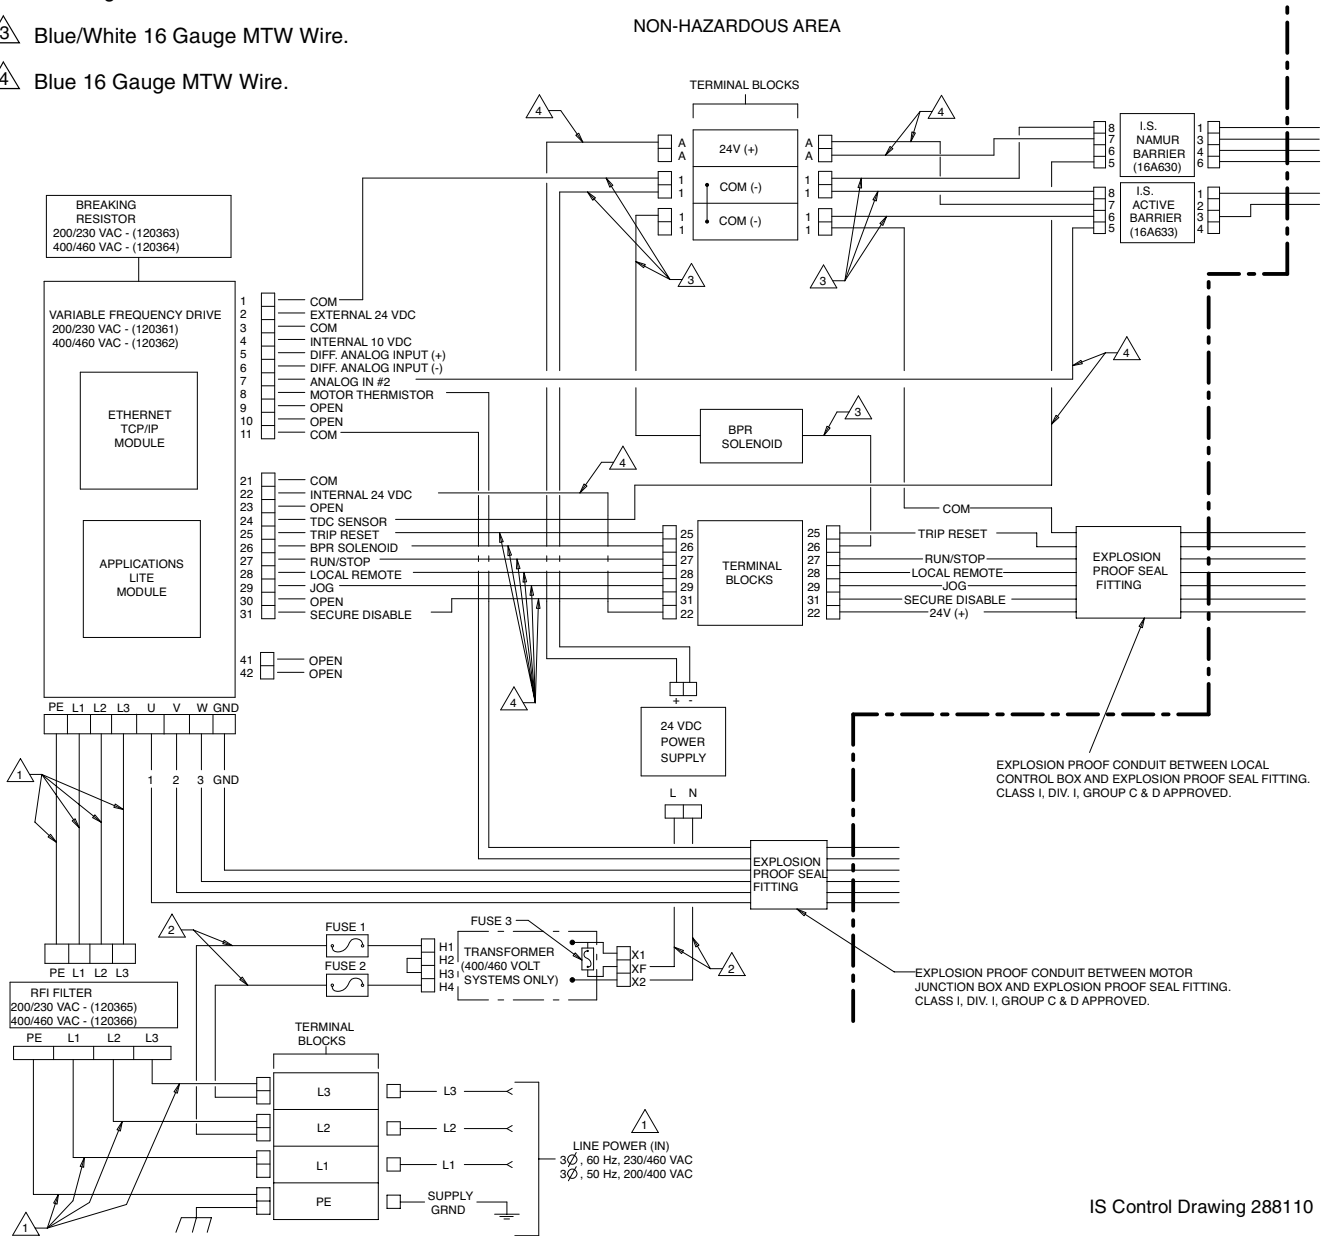 3 Blue/White 16 Gauge MTW Wire.
4 Blue 16 Gauge MTW Wire.
NON-HAZARDOUS AREA
TERMINAL BLOCKS
4
4
A
A
24V (+)
A
A
1
1
COM (-)
1
1
1
1
COM (-)
1
1
3
3
8
7
6
5
I.S.
NAMUR
BARRIER
(16A630)
1
3
4
6
8
7
6
5
I.S.
ACTIVE
BARRIER
(16A633)
1
2
3
4
BREAKING
RESISTOR
200/230 VAC - (120363)
400/460 VAC - (120364)
VARIABLE FREQUENCY DRIVE
200/230 VAC - (120361)
400/460 VAC - (120362)
ETHERNET
TCP/IP
MODULE
APPLICATIONS
LITE
MODULE
1 COM
2 EXTERNAL 24 VDC
3 COM
4 INTERNAL 10 VDC
5 DIFF. ANALOG INPUT (+)
6 DIFF. ANALOG INPUT (-)
7 ANALOG IN #2
8 MOTOR THERMISTOR
9 OPEN
10 OPEN
11 COM
21 COM
22 INTERNAL 24 VDC
23 OPEN
24 TDC SENSOR
25 TRIP RESET
26 BPR SOLENOID
27 RUN/STOP
28 LOCAL REMOTE
29 JOG
30 OPEN
31 SECURE DISABLE
41 OPEN
42 OPEN
4
BPR
SOLENOID
3
4
4
25
26
27
28
29
31
22
TERMINAL
BLOCKS
COM
25 TRIP RESET
26
27 RUN/STOP
28 LOCAL REMOTE
29 JOG
31 SECURE DISABLE
22 24V (+)
EXPLOSION
PROOF SEAL
FITTING
+ -
24 VDC
POWER
SUPPLY
L N
EXPLOSION PROOF CONDUIT BETWEEN LOCAL
CONTROL BOX AND EXPLOSION PROOF SEAL FITTING.
CLASS I, DIV. I, GROUP C & D APPROVED.
PE L1 L2 L3 U V W GND
1
1 2 3 GND
EXPLOSION
PROOF SEAL
FITTING
EXPLOSION PROOF CONDUIT BETWEEN MOTOR
JUNCTION BOX AND EXPLOSION PROOF SEAL FITTING.
CLASS I, DIV. I, GROUP C & D APPROVED.
2
FUSE 1
FUSE 2
H1
H2
H3
H4
FUSE 3
TRANSFORMER
(400/460 VOLT
SYSTEMS ONLY)
X1
XF
X2
2
PE L1 L2 L3
RFI FILTER
200/230 VAC - (120365)
400/460 VAC - (120366)
PE L1 L2 L3
TERMINAL
BLOCKS
L3 L3
L2 L2
L1 L1
PE SUPPLY
GRND
1
1
LINE POWER (IN)
3Ø, 60 Hz, 230/460 VAC
3Ø, 50 Hz, 200/400 VAC
IS Control Drawing 288110